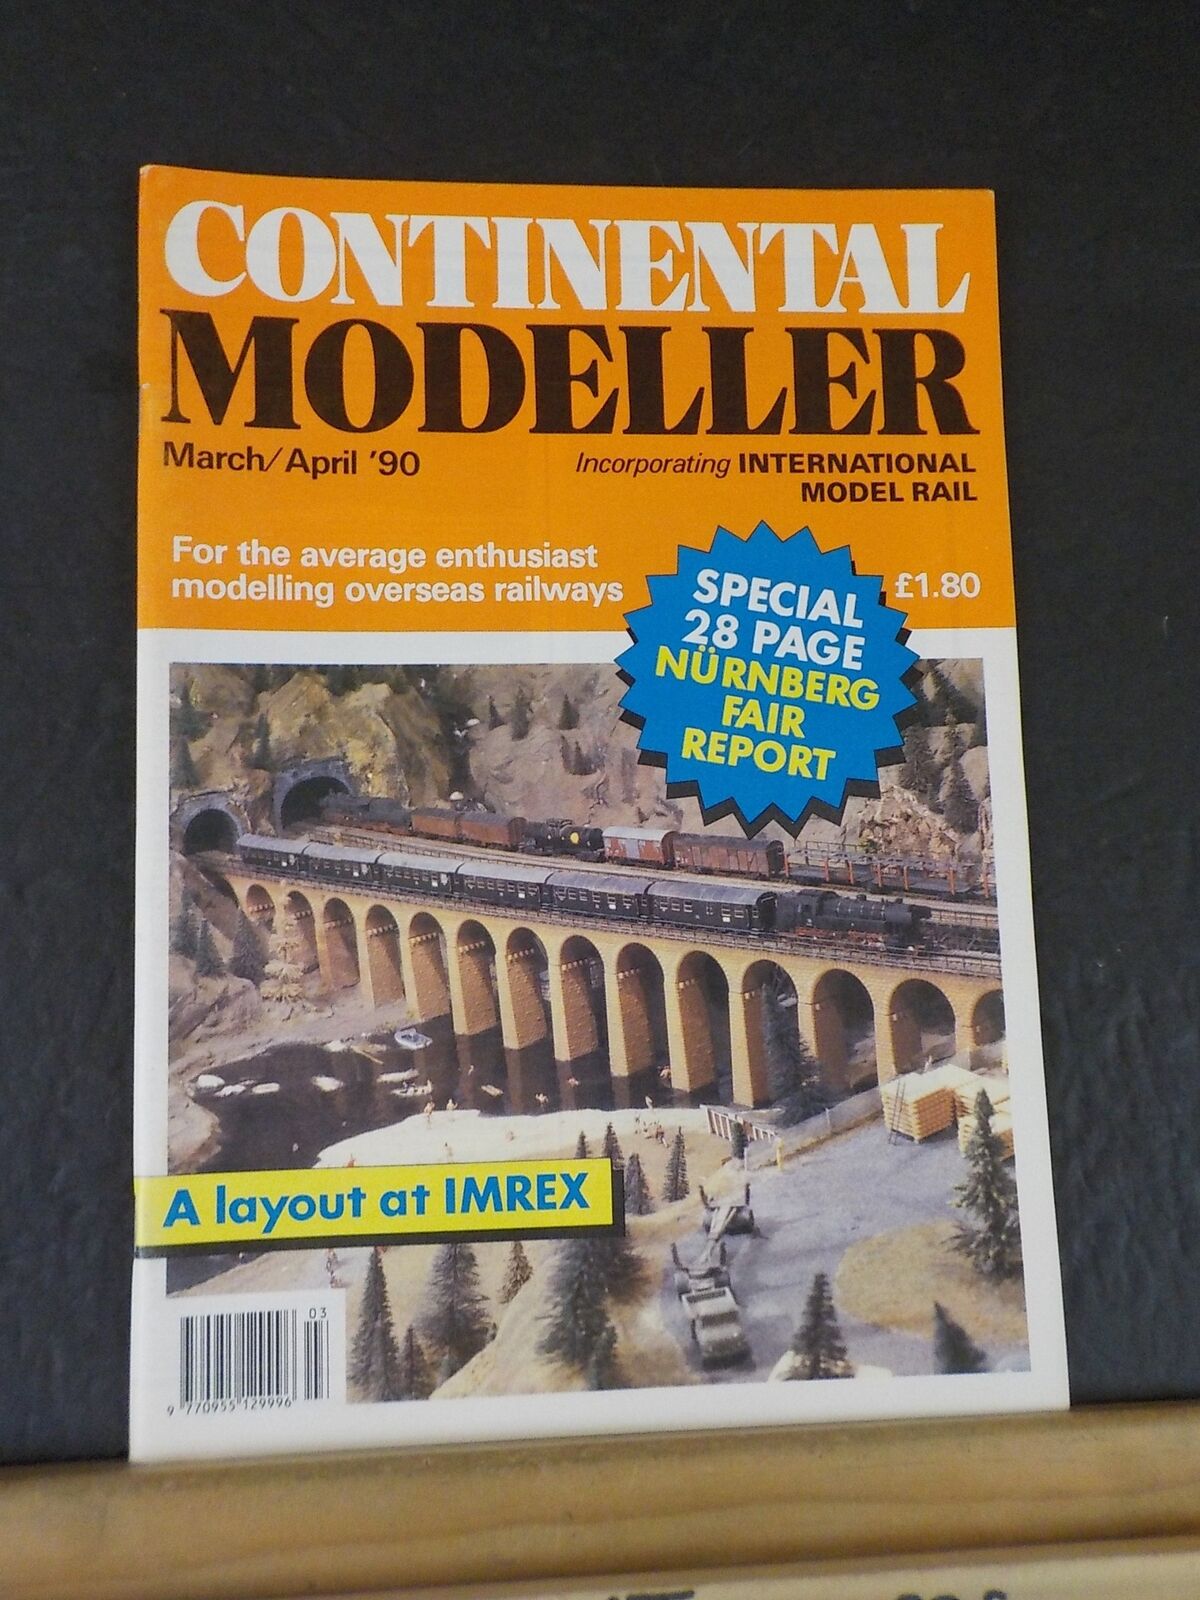 CONTINENTAL
MODELLER
March/April '90
Incorporating INTERNATIONAL
MODEL RAIL
For the average enthusiast
modelling overseas railways
£1.80
SPECIAL
28 PAGE
NÜRNBERG
FAIR
REPORT
A layout at IMREX
03
9 770955 129996